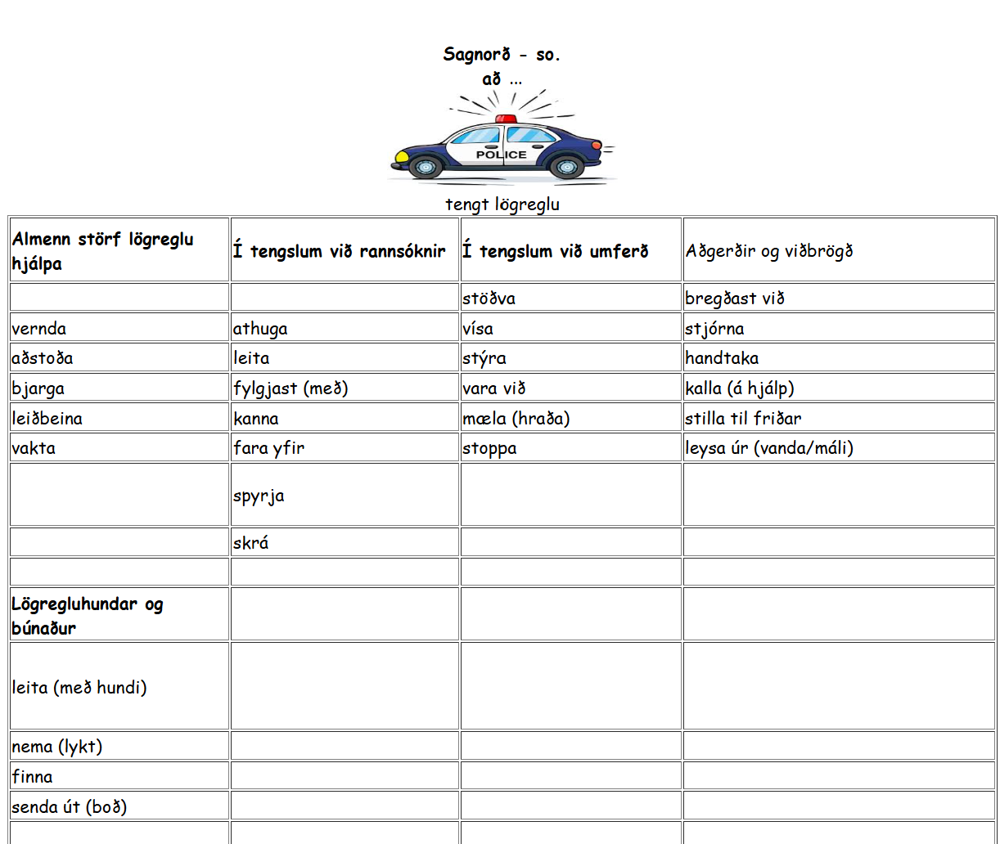 Sagnorð - so.
að ...
POLICE
tengt lögreglu
Almenn störf lögreglu
hjálpa
Í tengslum við rannsóknir
Í tengslum við umferð
Aðgerðir og viðbrögð
stöðva
bregðast við
vernda
athuga
vísa
stjórna
aðstoða
leita
stýra
handtaka
bjarga
fylgjast (með)
vara við
kalla (á hjálp)
leiðbeina
kanna
mæla (hraða)
stilla til friðar
vakta
fara yfir
stoppa
leysa úr (vanda/máli)
spyrja
skrá
Lögregluhundar og
búnaður
leita (með hundi)
nema (lykt)
finna
senda út (boð)